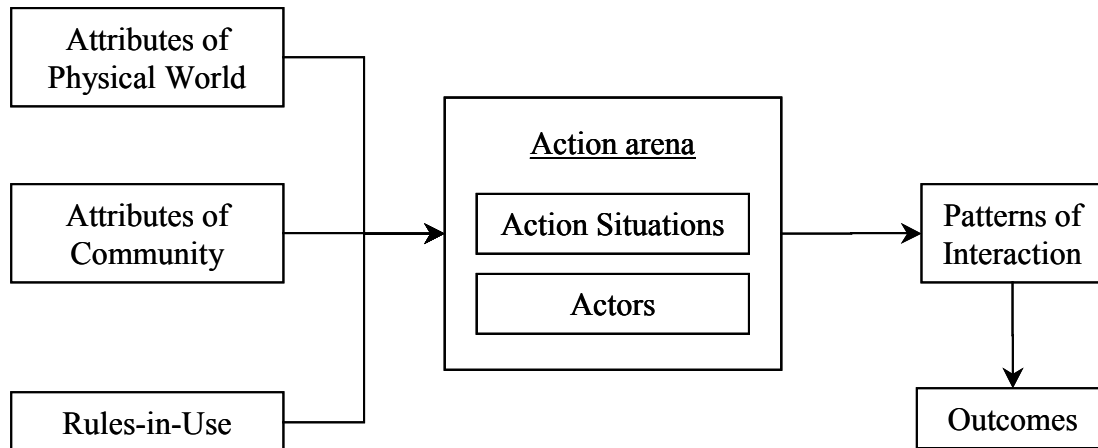 Attributes of
Physical World
Attributes of
Community
Rules-in-Use
Action arena
Action Situations
Actors
Patterns of
Interaction
Outcomes